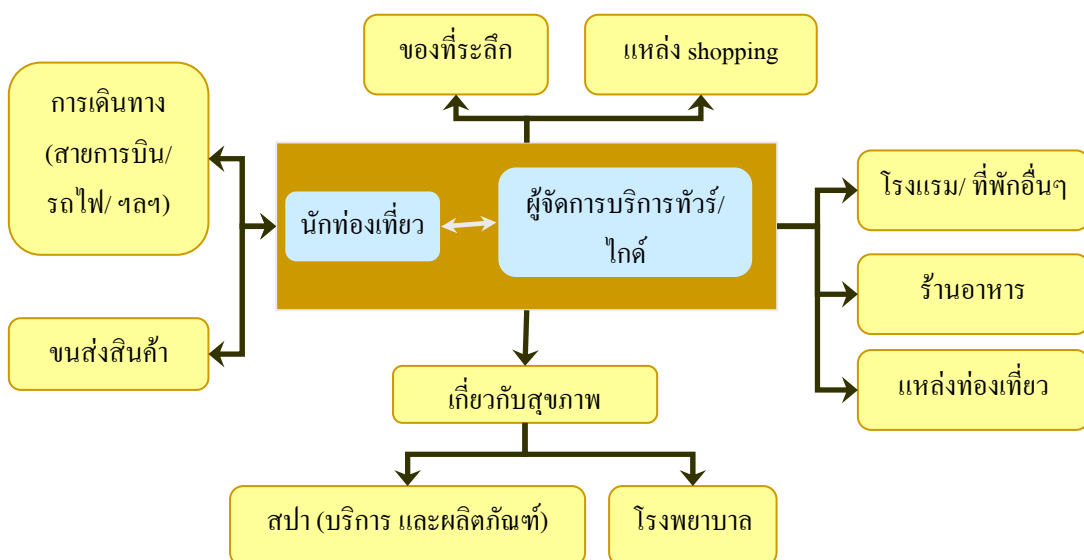 ของที่ระลึก
แหล่ง shopping
การเดินทาง
(สายการบิน/
รถไฟ/ ฯลฯ)
นักท่องเที่ยว
ผู้จัดการบริการทัวร์/
ไกด์
โรงแรม/ ที่พักอื่นๆ
ร้านอาหาร
แหล่งท่องเที่ยว
ขนส่งสินค้า
เกี่ยวกับสุขภาพ
สปา (บริการ และผลิตภัณฑ์)
โรงพยาบาล